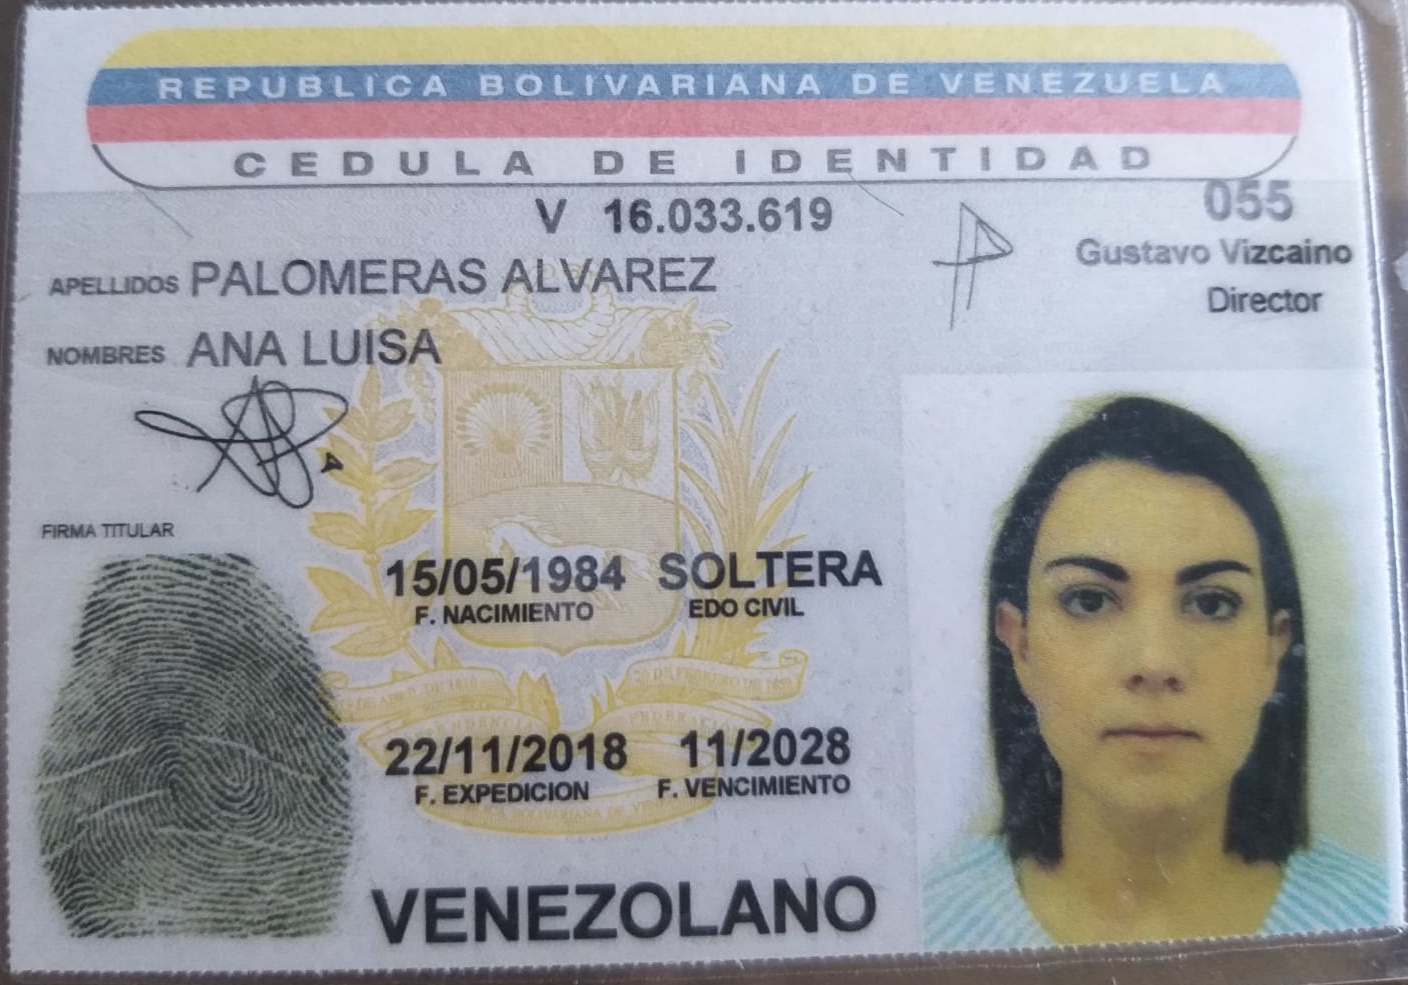 REPUBLICA BOLIVARIANA DE VENEZUELA
CEDULA DE IDENTIDAD
V 16.033.619
055
Gustavo Vizcaino
Director
APELLIDOS PALOMERAS ALVAREZ
NOMBRES ANA LUISA
FIRMA TITULAR
15/05/1984 SOLTERA
F. NACIMIENTO EDO CIVIL
22/11/2018 11/2028
F. EXPEDICION F. VENCIMIENTO
VENEZOLANO